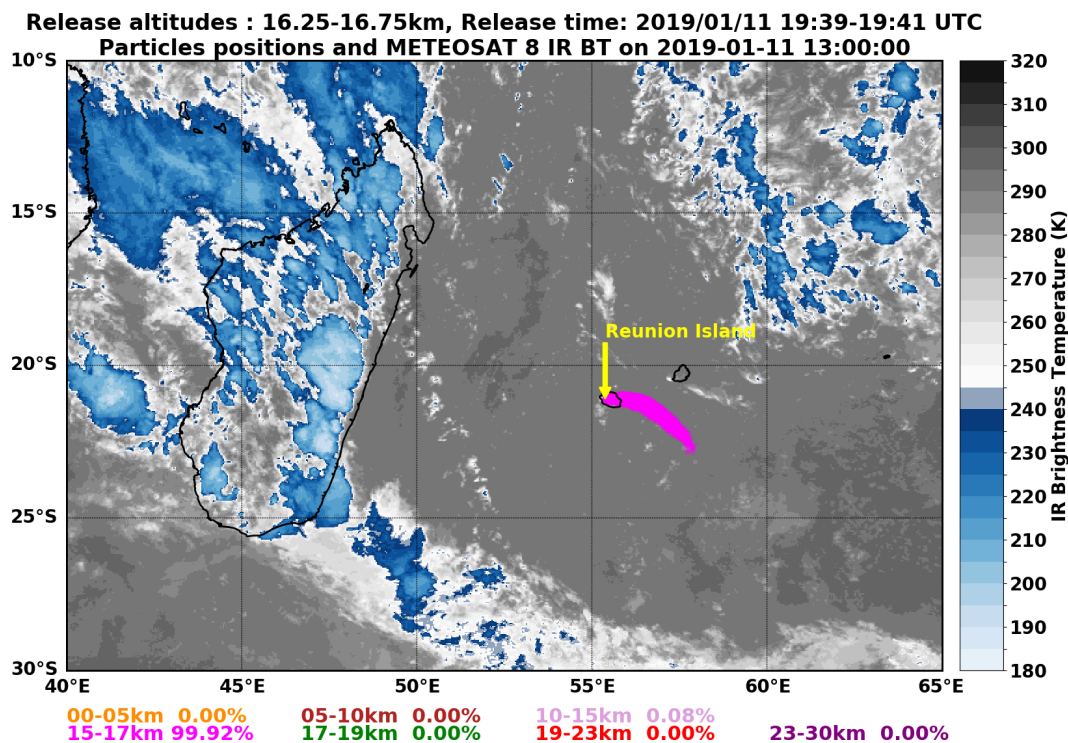 Release altitudes : 16.25-16.75km, Release time: 2019/01/11 19:39-19:41 UTC
Particles positions and METEOSAT 8 IR BT on 2019-01-11 13:00:00
10°S
15°S
20°S
25°S
30°S
40°E 45°E 50°E 55°E 60°E 65°E
Reunion Island
320
310
300
290
280
270
260
250
240
230
220
210
200
190
180
IR Brightness Temperature (K)
00-05km 0.00% 05-10km 0.00% 10-15km 0.08%
15-17km 99.92% 17-19km 0.00% 19-23km 0.00% 23-30km 0.00%